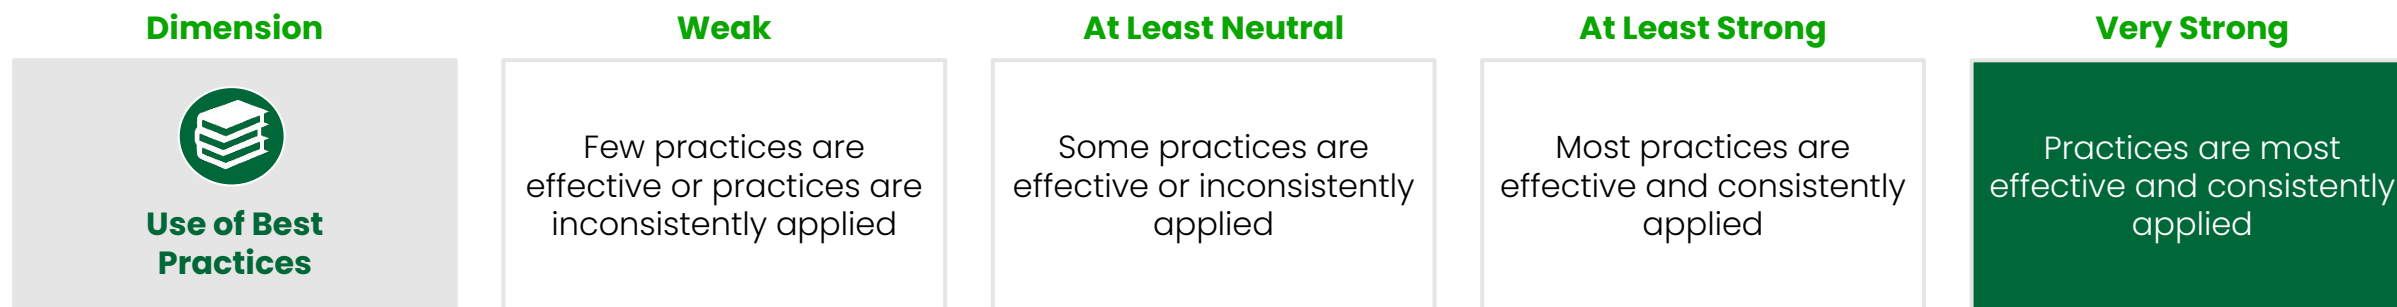 Dimension
Weak
At Least Neutral
At Least Strong
Very Strong
Use of Best
Practices
Few practices are
effective or practices are
inconsistently applied
Some practices are
effective or inconsistently
applied
Most practices are
effective and consistently
applied
Practices are most
effective and consistently
applied